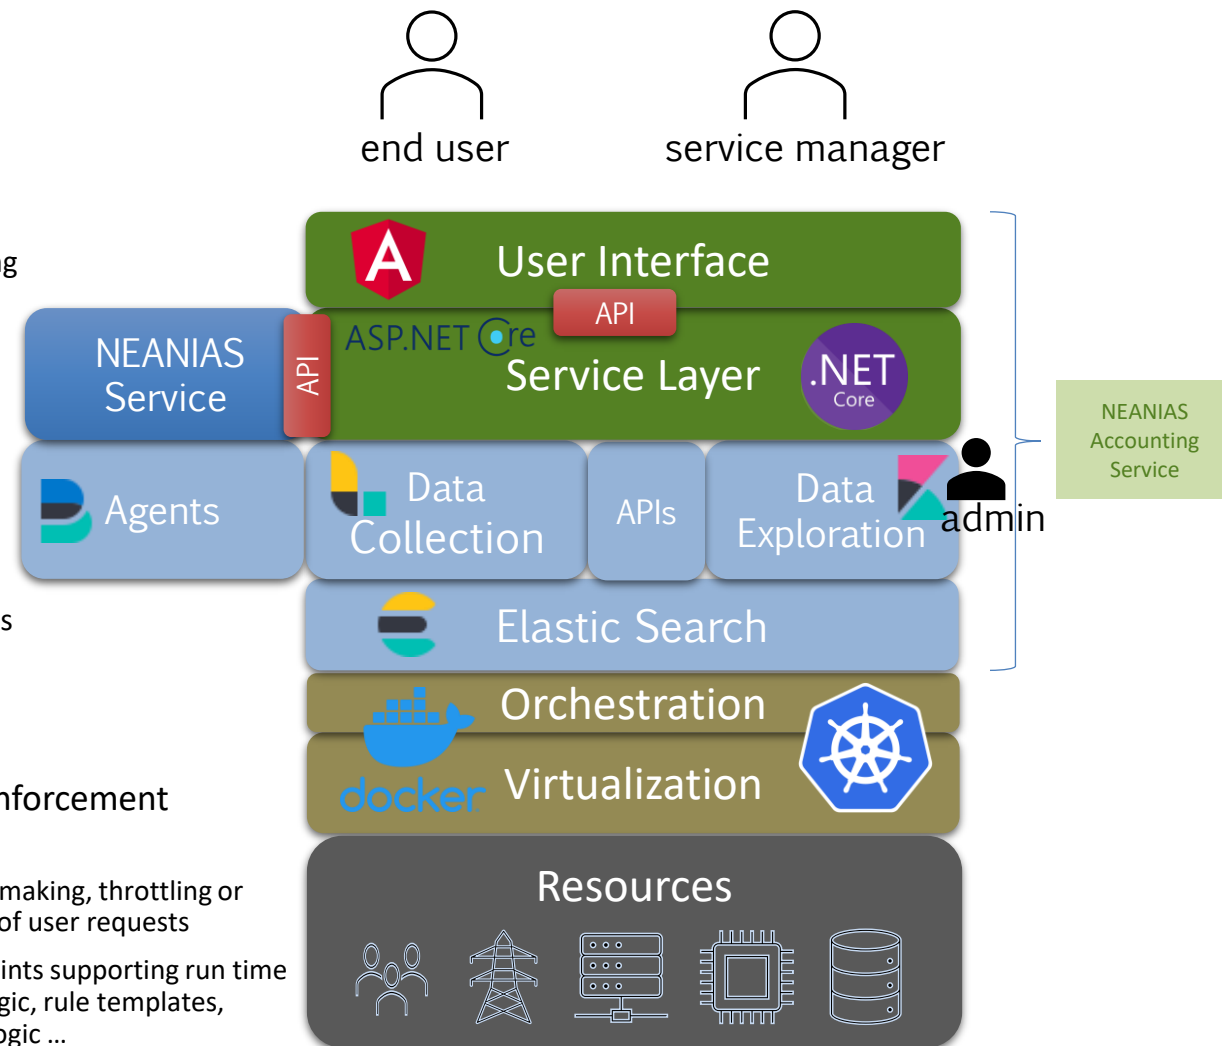 end user
service manager
ng
User Interface
API
ASP.NET Core
NEANIAS
Service
API
Service Layer
.NET
Core
NEANIAS
Accounting
Service
Agents
Data
Collection
APIs
Data
Exploration
admin
s
Elastic Search
Orchestration
docker
Virtualization
nforcement
making, throttling or
of user requests
Resources
ints supporting run time
gic, rule templates,
ogic ...